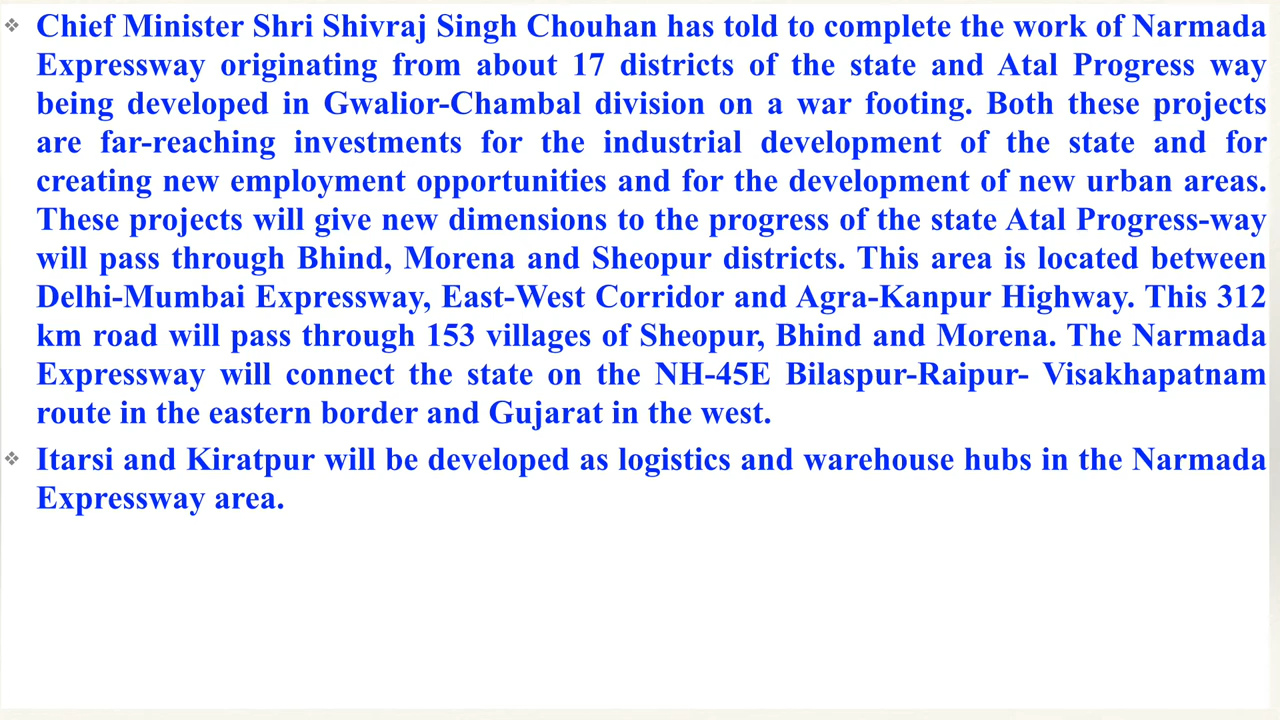 ❖ Chief Minister Shri Shivraj Singh Chouhan has told to complete the work of Narmada
Expressway originating from about 17 districts of the state and Atal Progress way
being developed in Gwalior-Chambal division on a war footing. Both these projects
are far-reaching investments for the industrial development of the state and for
creating new employment opportunities and for the development of new urban areas.
These projects will give new dimensions to the progress of the state Atal Progress-way
will pass through Bhind, Morena and Sheopur districts. This area is located between
Delhi-Mumbai Expressway, East-West Corridor and Agra-Kanpur Highway. This 312
km road will pass through 153 villages of Sheopur, Bhind and Morena. The Narmada
Expressway will connect the state on the NH-45E Bilaspur-Raipur- Visakhapatnam
route in the eastern border and Gujarat in the west.
❖ Itarsi and Kiratpur will be developed as logistics and warehouse hubs in the Narmada
Expressway area.